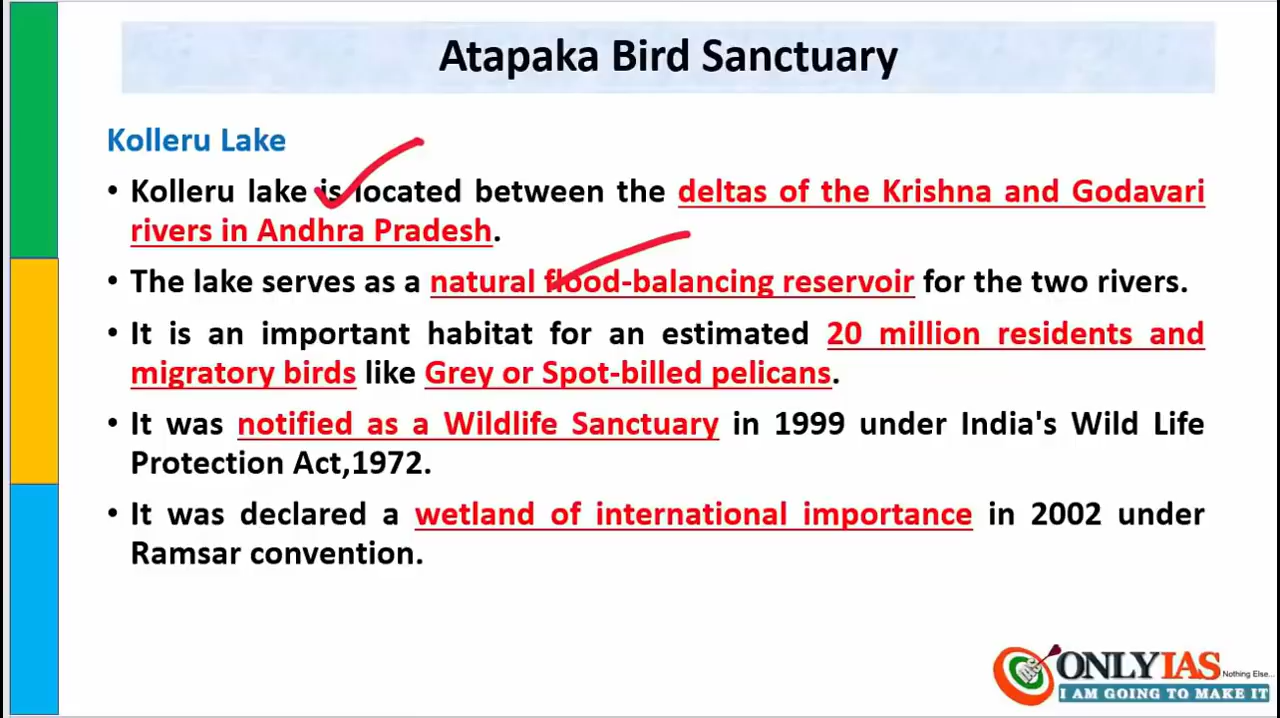 Atapaka Bird Sanctuary
Kolleru Lake
• Kolleru lake is located between the deltas of the Krishna and Godavari
rivers in Andhra Pradesh.
• The lake serves as a natural flood-balancing reservoir for the two rivers.
• It is an important habitat for an estimated 20 million residents and
migratory birds like Grey or Spot-billed pelicans.
• It was notified as a Wildlife Sanctuary in 1999 under India's Wild Life
Protection Act,1972.
• It was declared a wetland of international importance in 2002 under
Ramsar convention.
ONLYIAS
Nothing Else...
I AM GOING TO MAKE IT